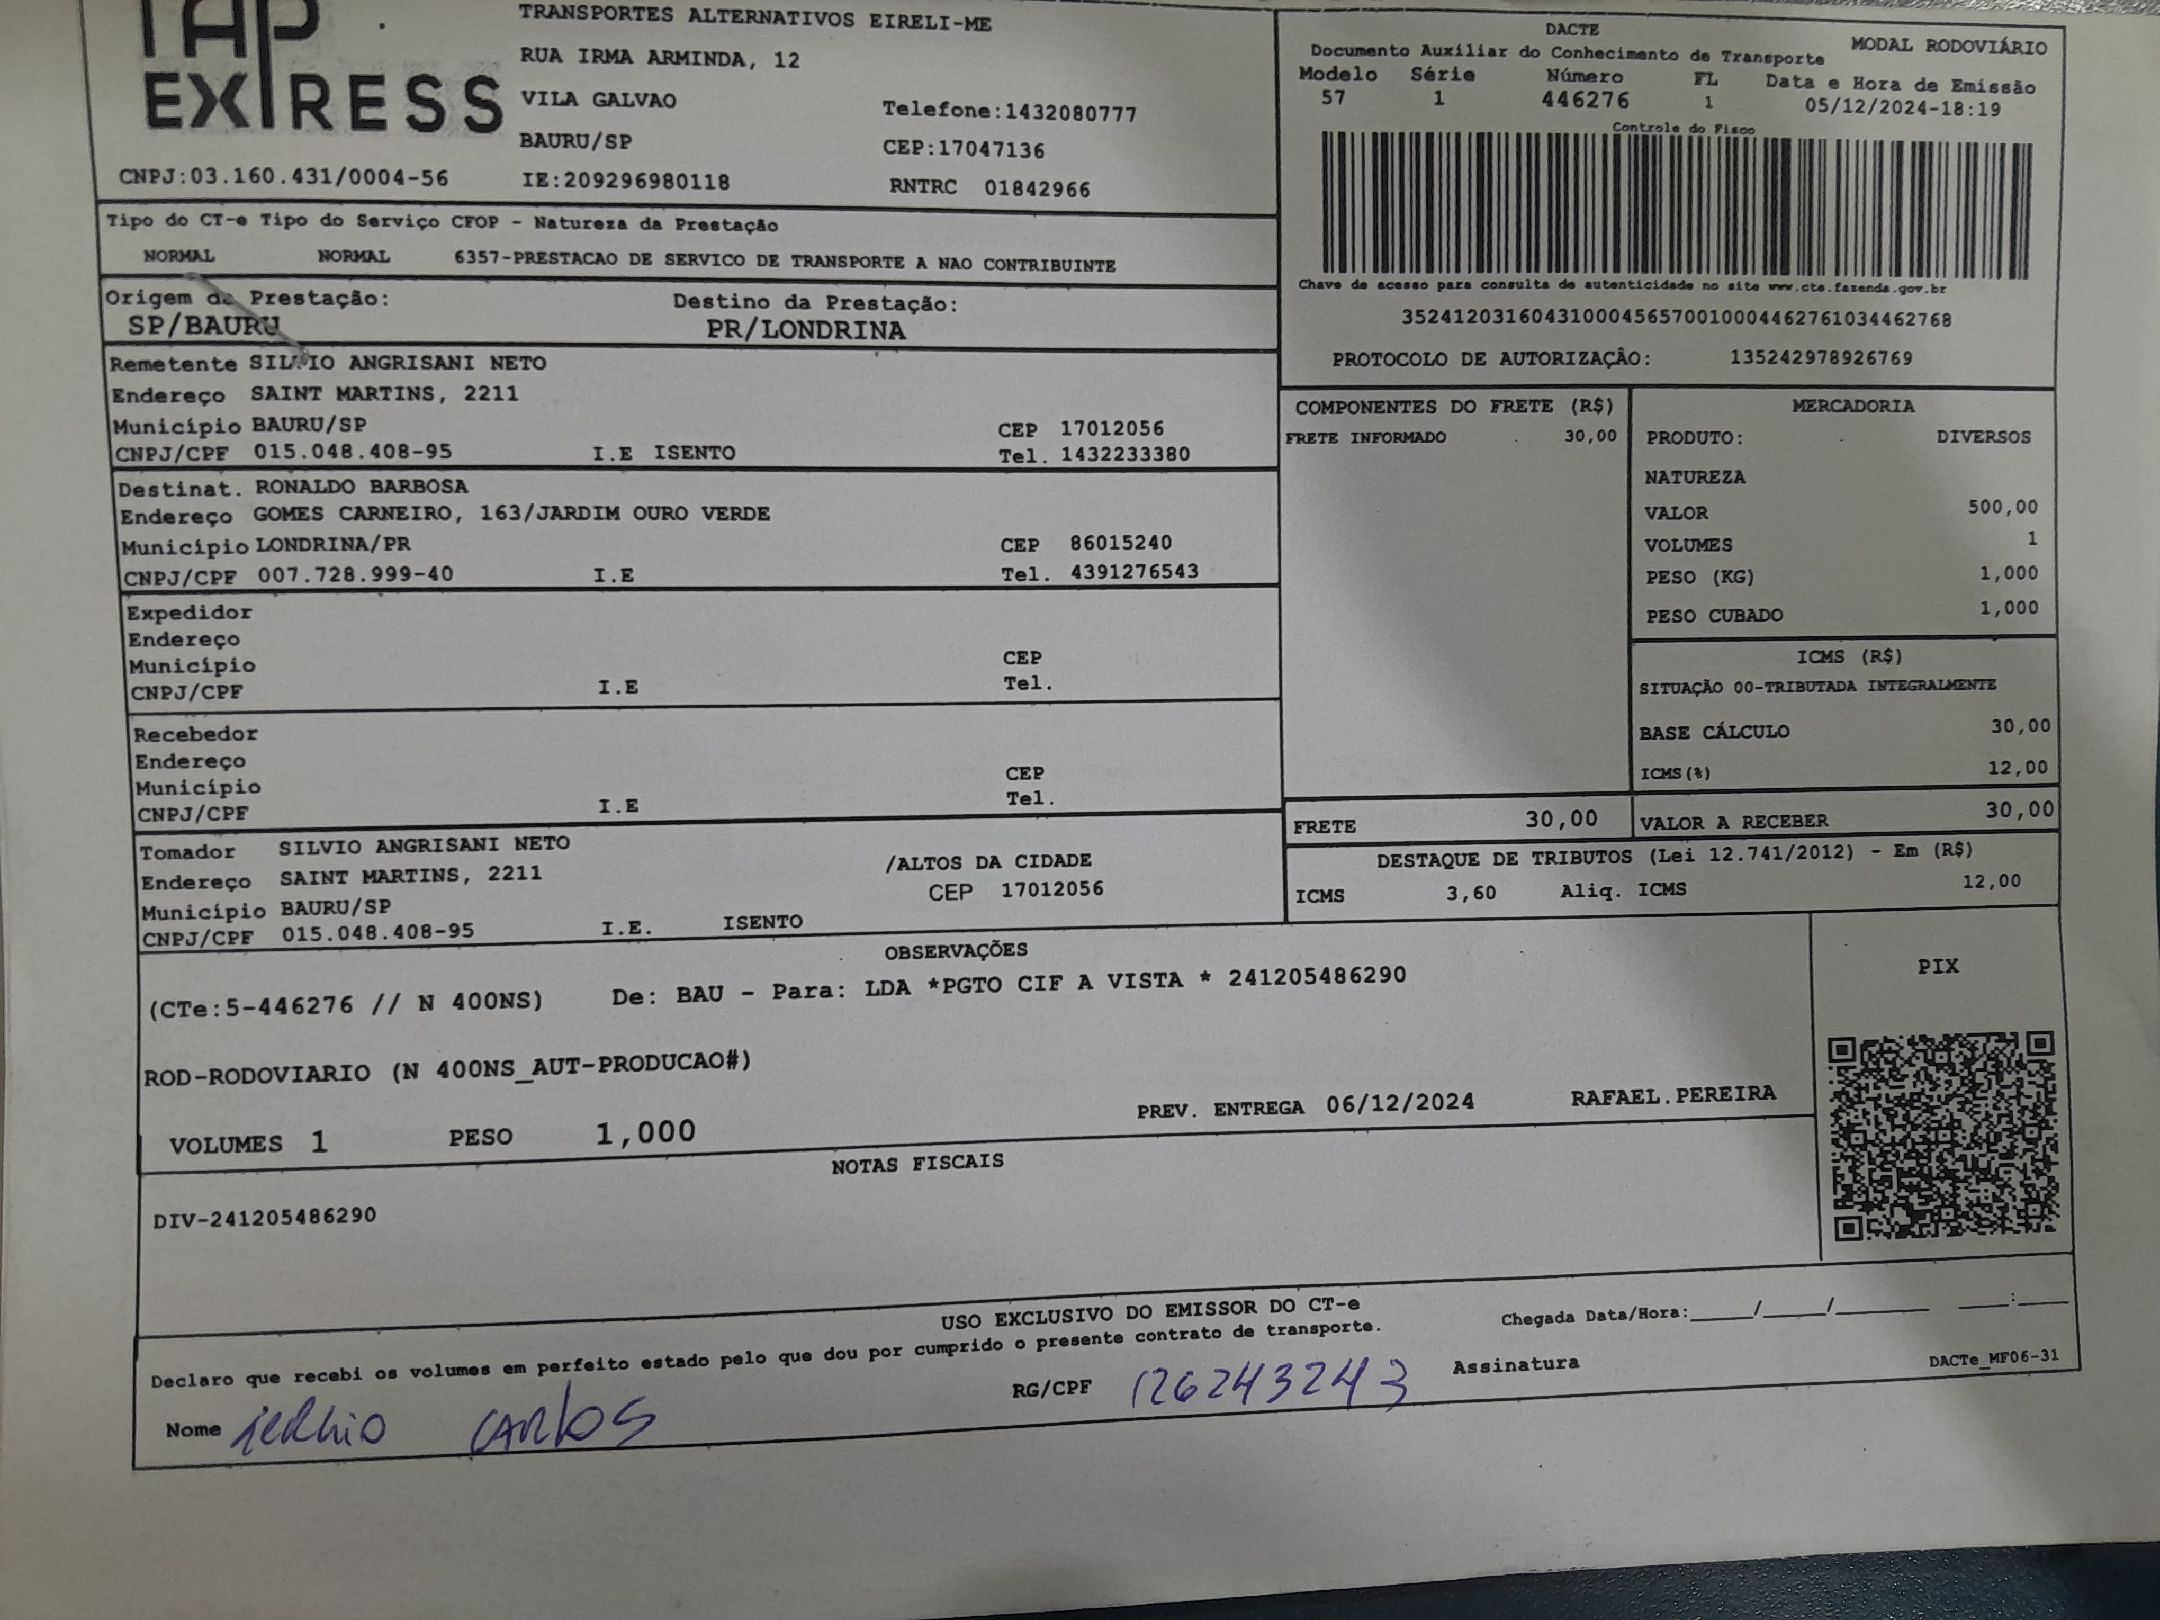 TAP
EXPRESS
TRANSPORTES ALTERNATIVOS EIRELI-ME
RUA IRMA ARMINDA, 12
VILA GALVAO Telefone:1432080777
BAURU/SP CEP:17047136
CNPJ:03.160.431/0004-56 IE:209296980118 RNTRC 01842966
DACTE
Documento Auxiliar do Conhecimento de Transporte MODAL RODOVIÁRIO
Modelo Série Número FL Data e Hora de Emissão
57 1 446276 1 05/12/2024-18:19
Controle do Fisco
Chave de acesso para consulta de autenticidade no site www.cte.fazenda.gov.br
35241203160431000456570010004462761034462768
PROTOCOLO DE AUTORIZAÇÃO: 135242978926769
Tipo do CT-e Tipo do Serviço CFOP - Natureza da Prestação
NORMAL NORMAL 6357-PRESTACAO DE SERVICO DE TRANSPORTE A NAO CONTRIBUINTE
Origem da Prestação: Destino da Prestação:
SP/BAURU PR/LONDRINA
Remetente SILVIO ANGRISANI NETO
Endereço SAINT MARTINS, 2211
Município BAURU/SP CEP 17012056
CNPJ/CPF 015.048.408-95 I.E ISENTO Tel. 1432233380
Destinat. RONALDO BARBOSA
Endereço GOMES CARNEIRO, 163/JARDIM OURO VERDE
Município LONDRINA/PR CEP 86015240
CNPJ/CPF 007.728.999-40 I.E Tel. 4391276543
Expedidor
Endereço
Município CEP
CNPJ/CPF I.E Tel.
Recebedor
Endereço
Município CEP
CNPJ/CPF I.E Tel.
Tomador SILVIO ANGRISANI NETO
Endereço SAINT MARTINS, 2211 /ALTOS DA CIDADE
Município BAURU/SP CEP 17012056
CNPJ/CPF 015.048.408-95 I.E. ISENTO
COMPONENTES DO FRETE (R$)
FRETE INFORMADO 30,00
MERCADORIA
PRODUTO: DIVERSOS
NATUREZA
VALOR 500,00
VOLUMES 1
PESO (KG) 1,000
PESO CUBADO 1,000
ICMS (R$)
SITUAÇÃO 00-TRIBUTADA INTEGRALMENTE
BASE CÁLCULO 30,00
ICMS(%) 12,00
FRETE 30,00 VALOR A RECEBER 30,00
DESTAQUE DE TRIBUTOS (Lei 12.741/2012) - Em (R$)
ICMS 3,60 Aliq. ICMS 12,00
OBSERVAÇÕES
(CTe:5-446276 // N 400NS) De: BAU - Para: LDA *PGTO CIF A VISTA * 241205486290
ROD-RODOVIARIO (N 400NS_AUT-PRODUCAO#)
VOLUMES 1 PESO 1,000 PREV. ENTREGA 06/12/2024 RAFAEL.PEREIRA
PIX
NOTAS FISCAIS
DIV-241205486290
USO EXCLUSIVO DO EMISSOR DO CT-e
Declaro que recebi os volumes em perfeito estado pelo que dou por cumprido o presente contrato de transporte.
Chegada Data/Hora:_____/_____/_______ ____:____
Nome serhio carlos RG/CPF 126243243 Assinatura
DACTe_MF06-31